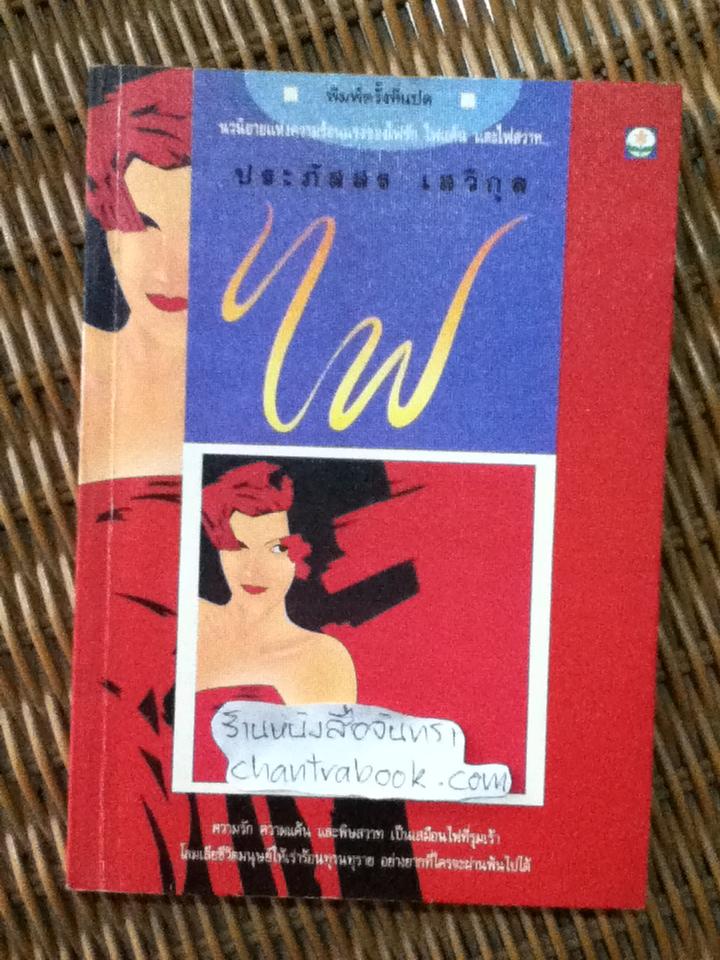 พิมพ์ครั้งที่แปด
นวนิยายแห่งความร้อนแรงของไฟรัก ไฟแค้น และไฟสวาท
ประภัสสร เสวิกุล
ไฟ
ร้านหนังสือจันทรา
chantrabook.com
ความรัก ความแค้น และพิษสวาท เป็นเสมือนไฟที่รุมเร้า
โลมเลียชีวิตมนุษย์ให้เร่าร้อนทุรนทุราย อย่างยากที่ใครจะผ่านพ้นไปได้